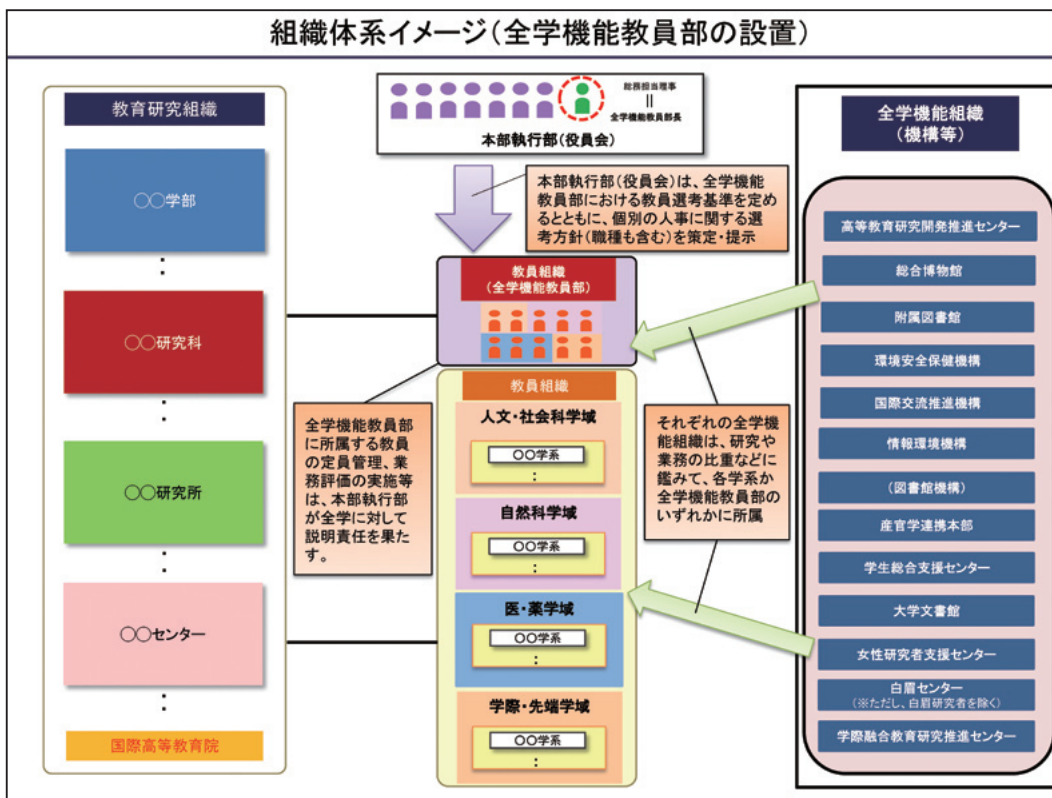 組織体系イメージ(全学機能教員部の設置)
教育研究組織
○○学部
:
○○研究科
:
○○研究所
:
○○センター
:
国際高等教育院
総務担当理事
=
全学機能教員部長
本部執行部(役員会)
本部執行部(役員会)は、全学機能
教員部における教員選考基準を定め
るとともに、個別の人事に関する選
考方針(職種も含む)を策定・提示
教員組織
(全学機能教員部)
全学機能教員部
に所属する教員
の定員管理、業
務評価の実施等
は、本部執行部
が全学に対して
説明責任を果た
す。
教員組織
人文・社会科学域
○○学系
:
自然科学域
○○学系
:
医・薬学域
○○学系
:
学際・先端学域
○○学系
:
それぞれの全学機
能組織は、研究や
業務の比重などに
鑑みて、各学系か
全学機能教員部の
いずれかに所属
全学機能組織
(機構等)
高等教育研究開発推進センター
総合博物館
附属図書館
環境安全保健機構
国際交流推進機構
情報環境機構
(図書館機構)
産官学連携本部
学生総合支援センター
大学文書館
女性研究者支援センター
白眉センター
(※ただし、白眉研究者を除く)
学際融合教育研究推進センター